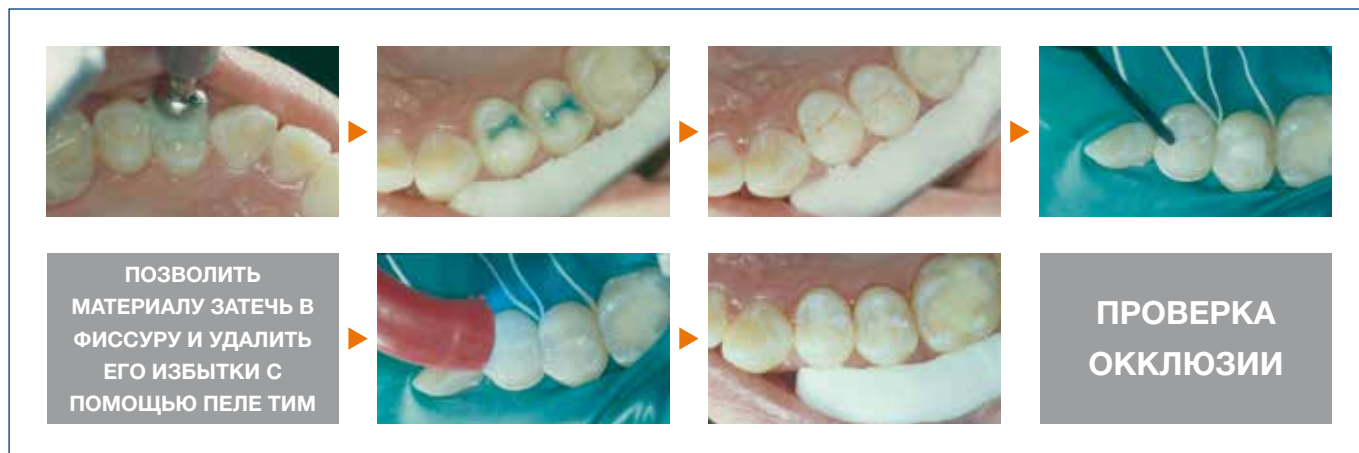 ПОЗВОЛИТЬ
МАТЕРИАЛУ ЗАТЕЧЬ В
ФИССУРУ И УДАЛИТЬ
ЕГО ИЗБЫТКИ С
ПОМОЩЬЮ ПЕЛЕ ТИМ
ПРОВЕРКА
ОККЛЮЗИИ